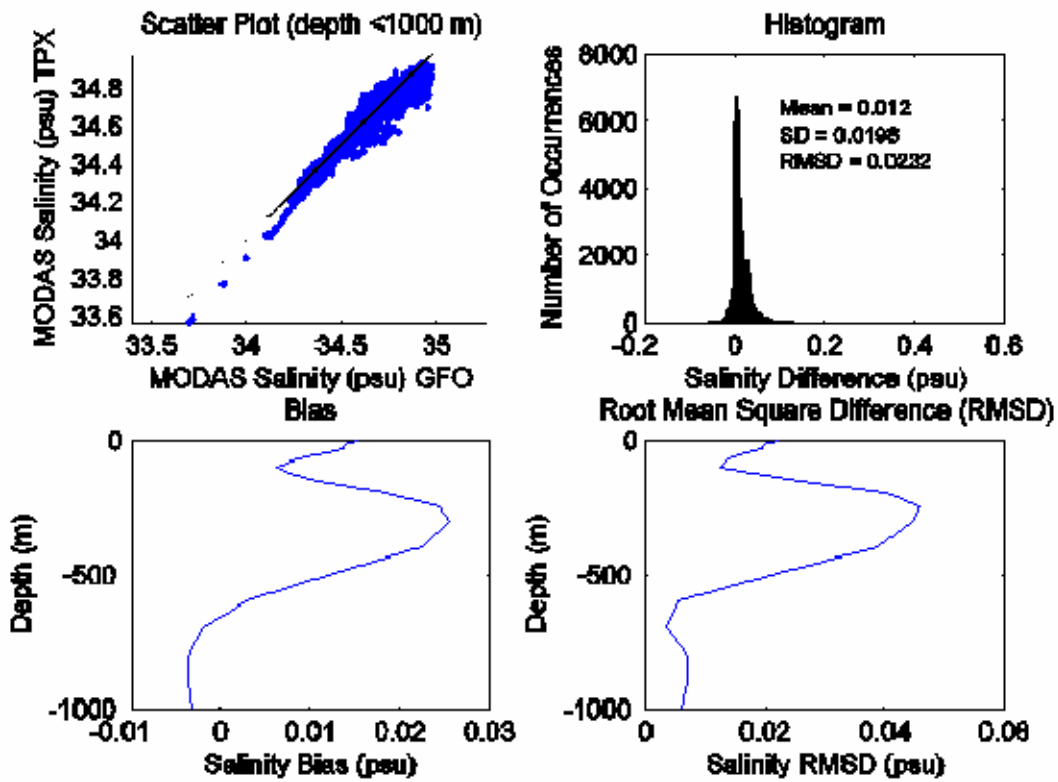 Scatter Plot (depth <1000 m)
MODAS Salinity (psu) TPX
34.8
34.6
34.4
34.2
34
33.8
33.6
33.5
34
34.5
35
MODAS Salinity (psu) GFO
Histogram
Number of Occurrences
8000
6000
4000
2000
0
Mean = 0.012
SD = 0.0198
RMSD = 0.0232
-0.2
0
0.2
0.4
0.6
Salinity Difference (psu)
Bias
Depth (m)
0
-500
-1000
-0.01
0
0.01
0.02
0.03
Salinity Bias (psu)
Root Mean Square Difference (RMSD)
Depth (m)
0
-500
-1000
0
0.02
0.04
0.06
Salinity RMSD (psu)